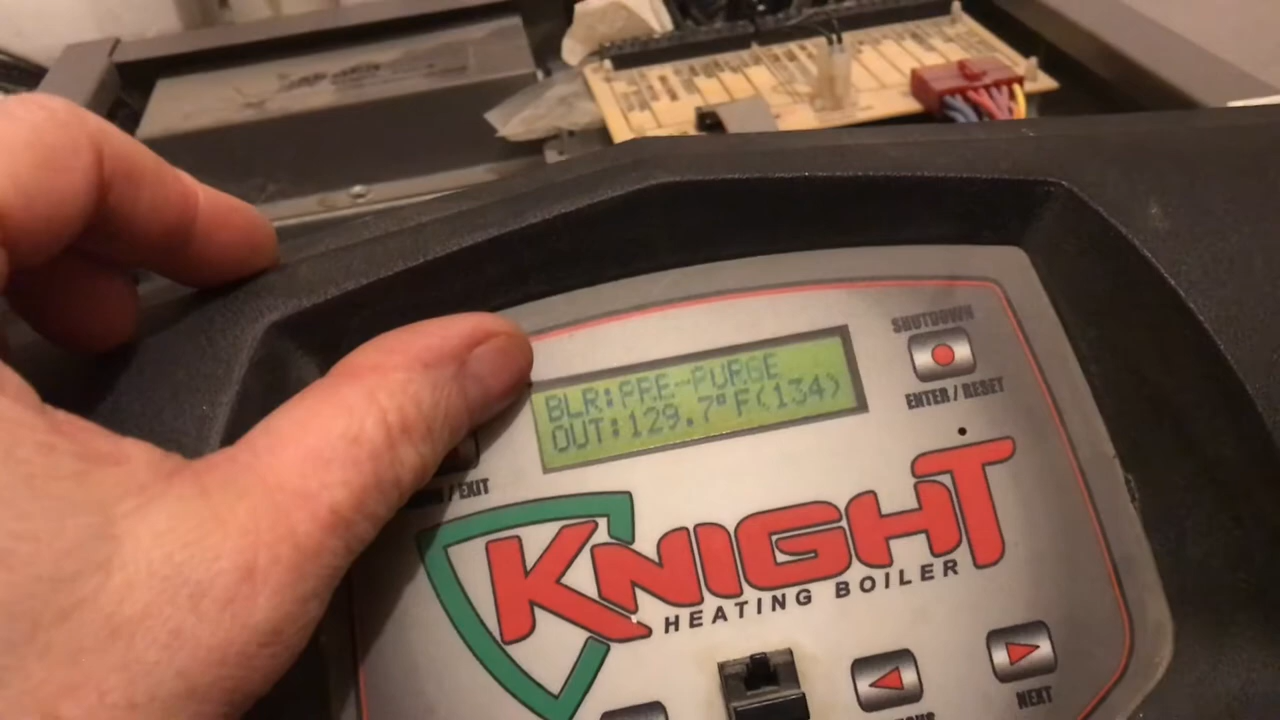 SHUTDOWN
BLR:PRE-PURGE
OUT:129.7°F(134)
ENTER / RESET
/ EXIT
KNIGHT
HEATING BOILER
NEXT